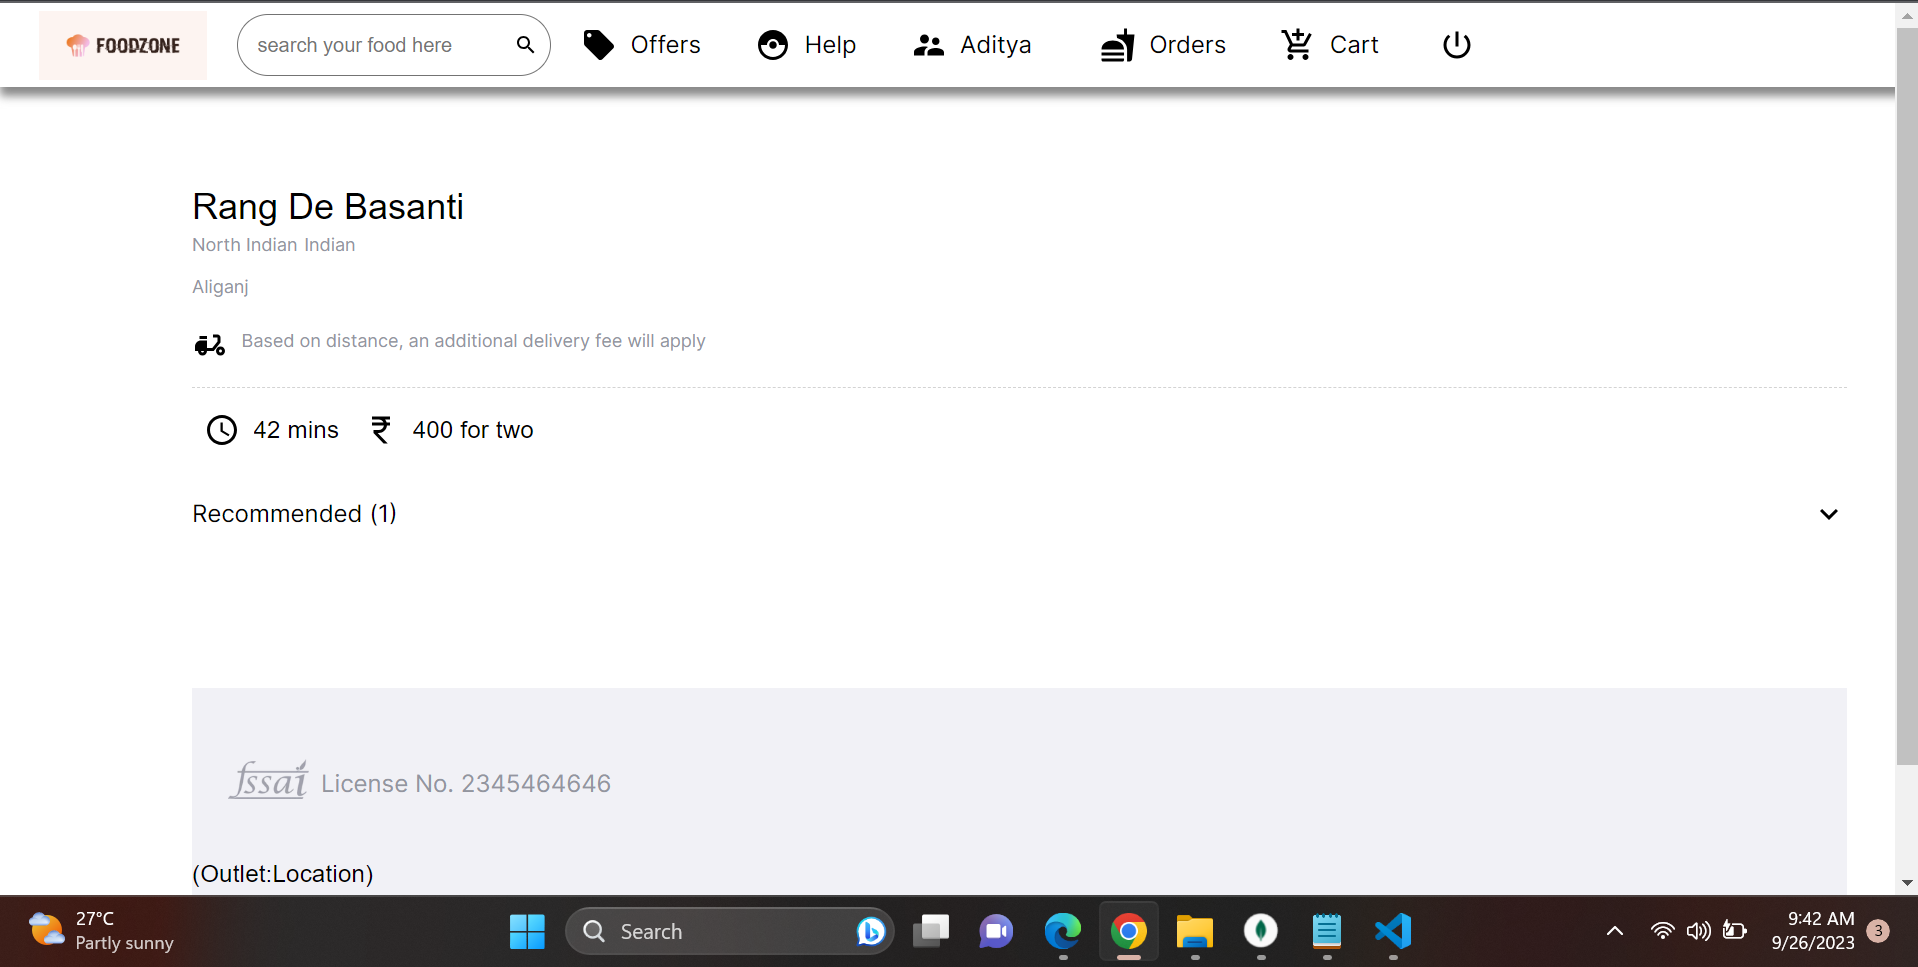 FOODZONE search your food here Offers Help Aditya Orders Cart
Rang De Basanti
North Indian Indian
Aliganj
Based on distance, an additional delivery fee will apply
42 mins ₹ 400 for two
Recommended (1)
fssai License No. 2345464646
(Outlet:Location)
27°C
Partly sunny
Search
9:42 AM
9/26/2023
3